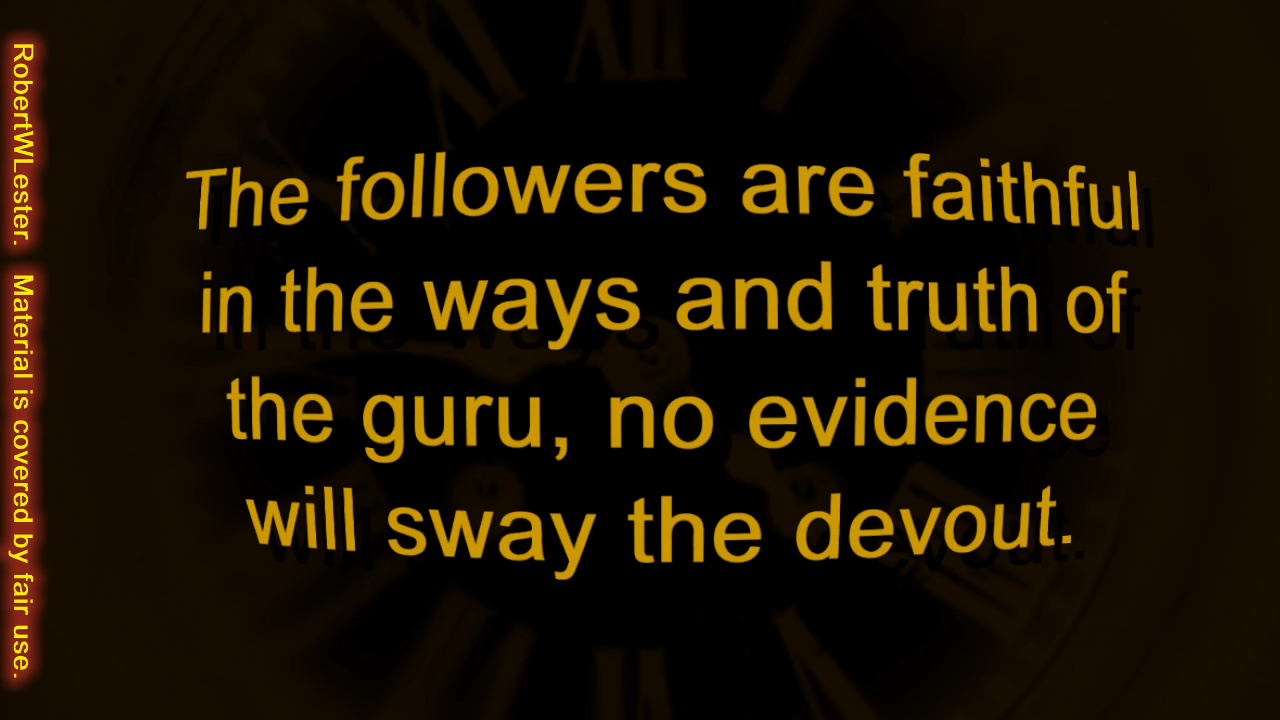 The followers are faithful
in the ways and truth of
the guru, no evidence
will sway the devout.
RobertWLester.   Material is covered by fair use.